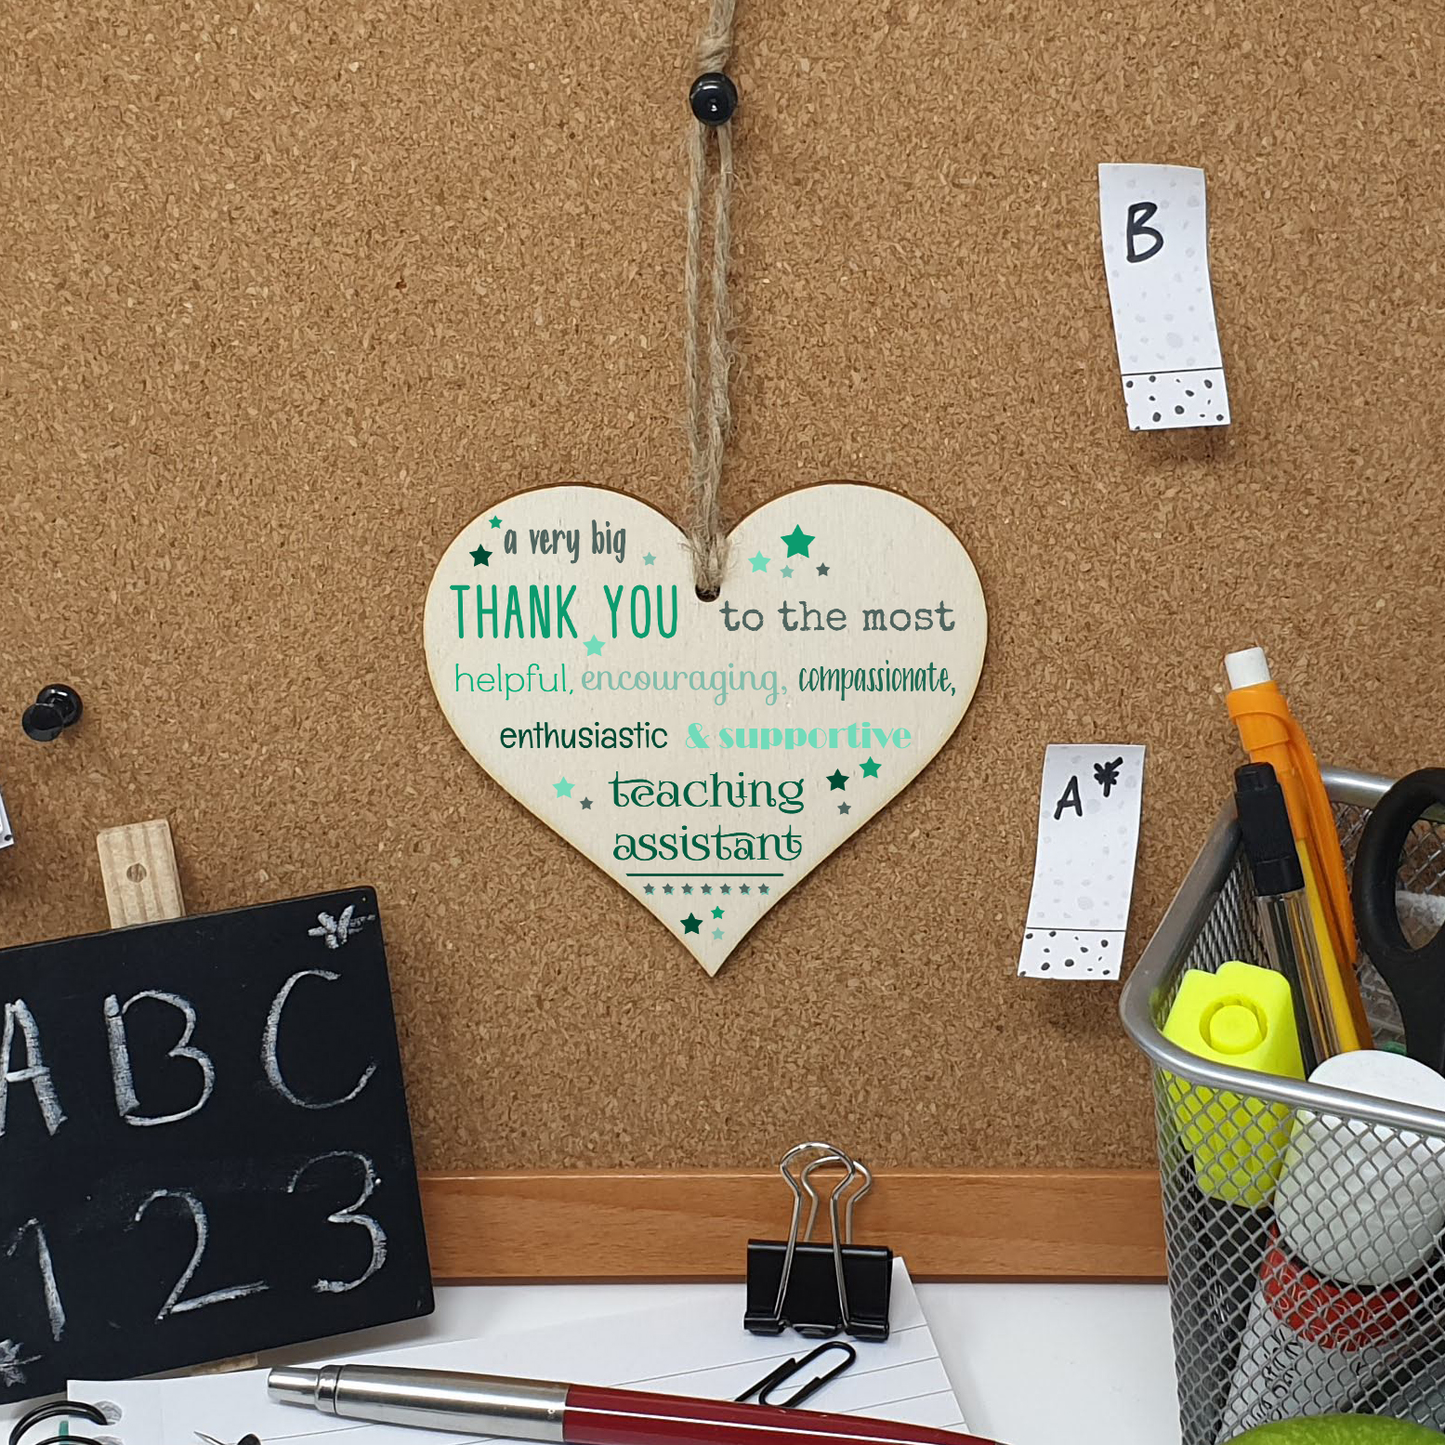 a very big
THANK YOU to the most
helpful, encouraging, compassionate,
enthusiastic & supportive
teaching
assistant
B
A*
ABC
123